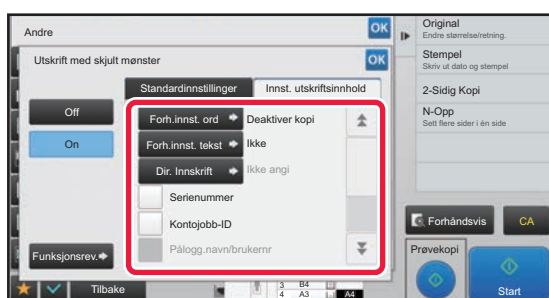 Andre
OK
Utskrift med skjult mønster
OK
Standardinnstillinger
Innst. utskriftsinnhold
Off
On
Forh.innst. ord
Deaktiver kopi
Forh.innst. tekst
Ikke
Dir. Innskrift
Ikke angi
Serienummer
Kontojobb-ID
Pålogg.navn/brukernr
Funksjonsrev.
Tilbake
3 B4
4 A3
A4
Original
Endre størrelse/retning.
Stempel
Skriv ut dato og stempel
2-Sidig Kopi
N-Opp
Sett flere sider i én side
Forhåndsvis
CA
Prøvekopi
Start